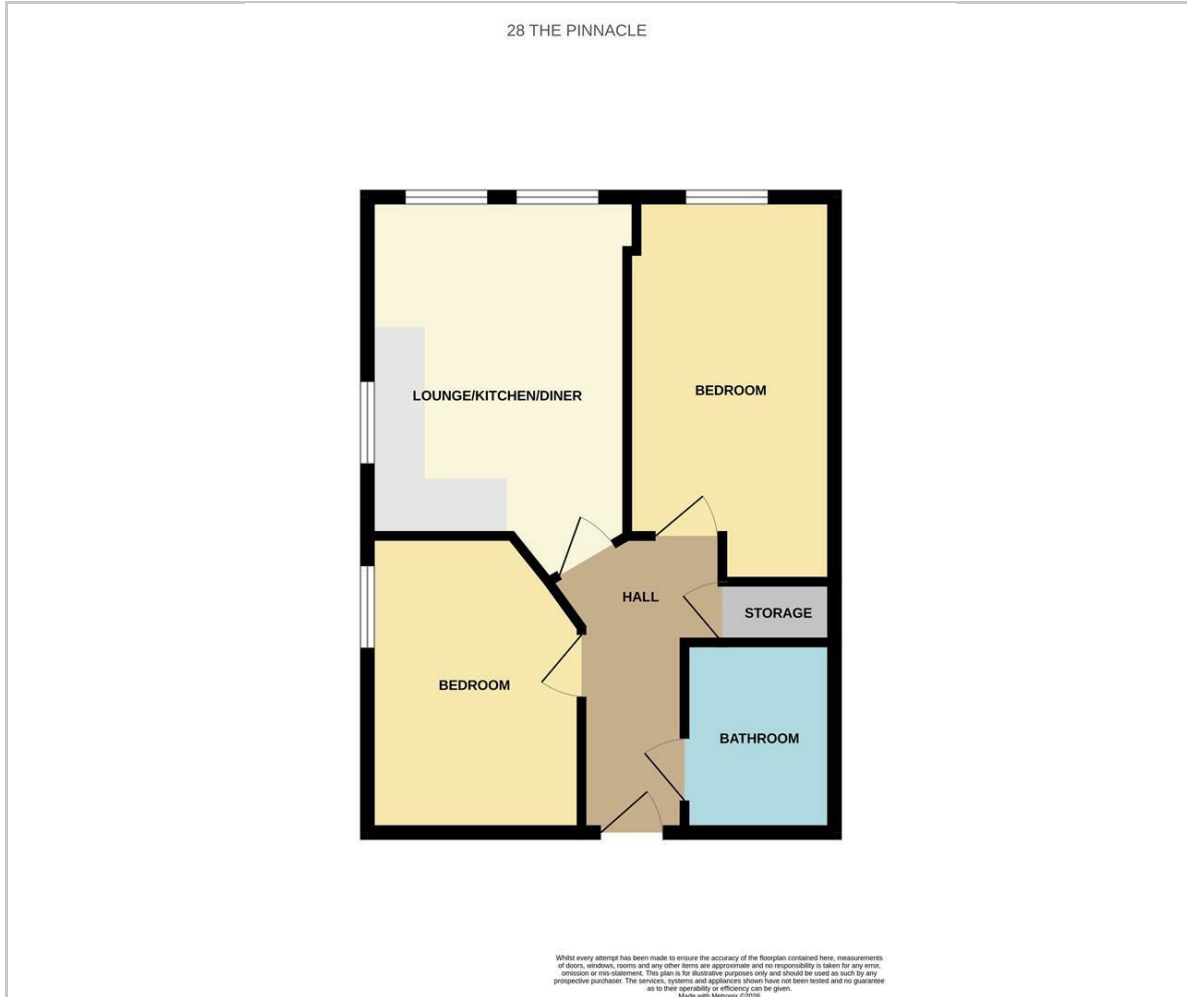 28 THE PINNACLE
LOUNGE/KITCHEN/DINER
BEDROOM
HALL
STORAGE
BEDROOM
BATHROOM
Whilst every attempt has been made to ensure the accuracy of the floorplan contained here, measurements
of doors, windows, rooms and any other items are approximate and no responsibility is taken for any error,
omission or mis-statement. This plan is for illustrative purposes only and should be used as such by any
prospective purchaser. The services, systems and appliances shown have not been tested and no guarantee
as to their operability or efficiency can be given.
Made with Metropix ©2026